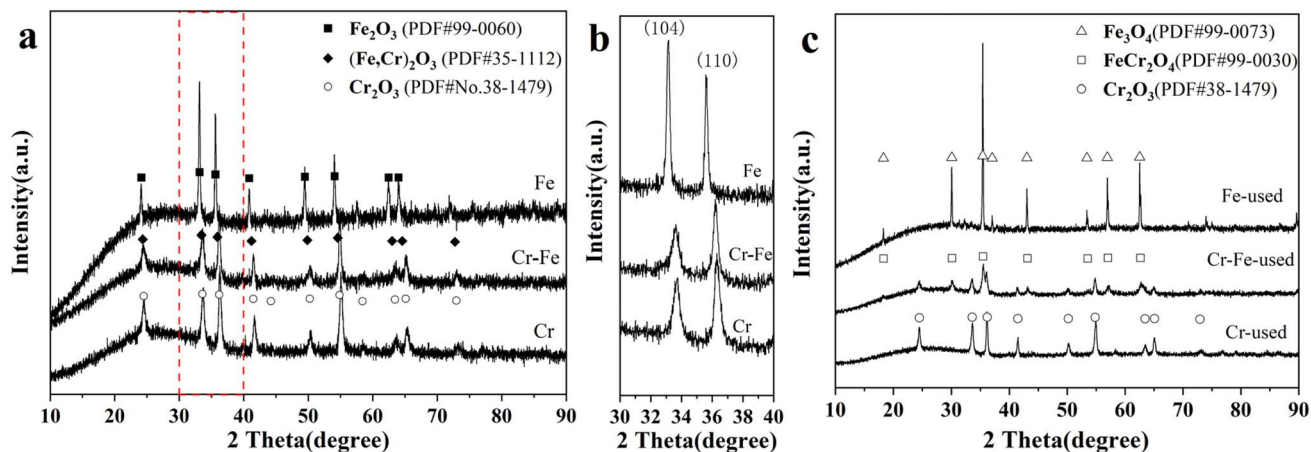 a
Fe₂O₃ (PDF#99-0060)
(Fe,Cr)₂O₃ (PDF#35-1112)
Cr₂O₃ (PDF#No.38-1479)
Fe
Cr-Fe
Cr
Intensity(a.u.)
10 20 30 40 50 60 70 80 90
2 Theta(degree)
b
(104)
(110)
Fe
Cr-Fe
Cr
Intensity(a.u.)
30 32 34 36 38 40
2 Theta(degree)
c
Fe₃O₄(PDF#99-0073)
FeCr₂O₄(PDF#99-0030)
Cr₂O₃(PDF#38-1479)
Fe-used
Cr-Fe-used
Cr-used
Intensity(a.u.)
10 20 30 40 50 60 70 80 90
2 Theta(degree)